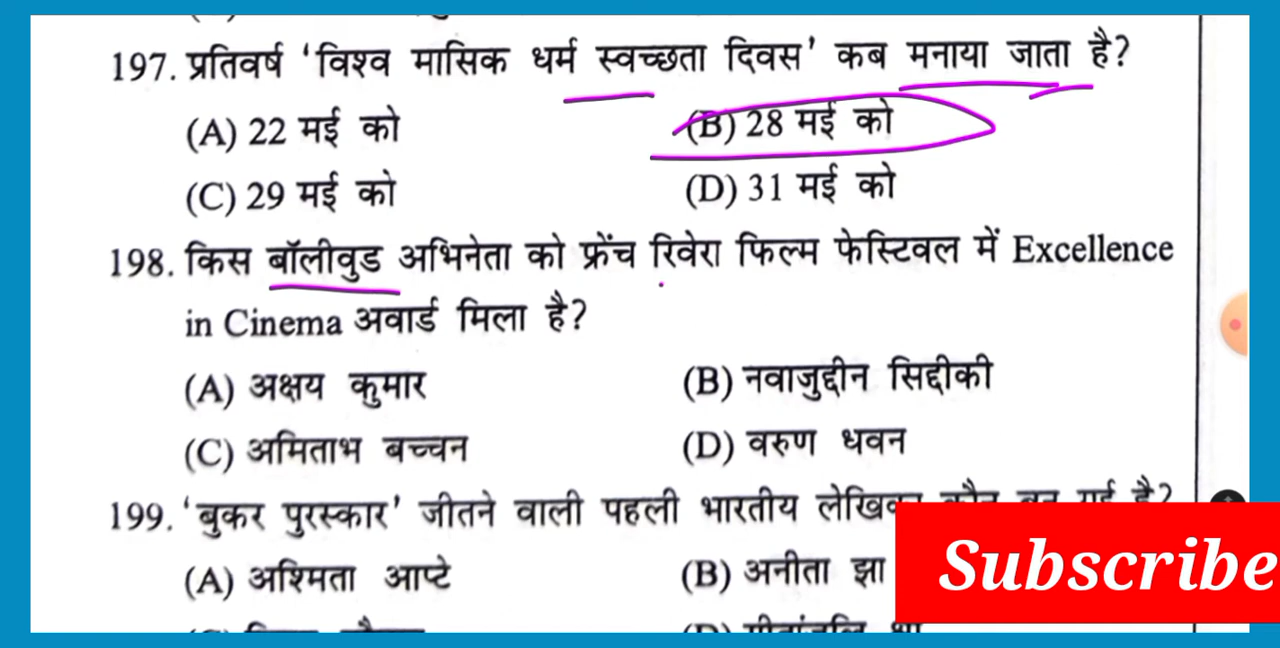 197. प्रतिवर्ष ‘विश्व मासिक धर्म स्वच्छता दिवस’ कब मनाया जाता है?
(A) 22 मई को (B) 28 मई को
(C) 29 मई को (D) 31 मई को
198. किस बॉलीवुड अभिनेता को फ्रेंच रिवेरा फिल्म फेस्टिवल में Excellence
in Cinema अवार्ड मिला है?
(A) अक्षय कुमार (B) नवाजुद्दीन सिद्दीकी
(C) अमिताभ बच्चन (D) वरुण धवन
199. ‘बुकर पुरस्कार’ जीतने वाली पहली भारतीय कौन बन गई है?
(A) अश्मिता आप्टे (B) अनीता झा
Subscribe